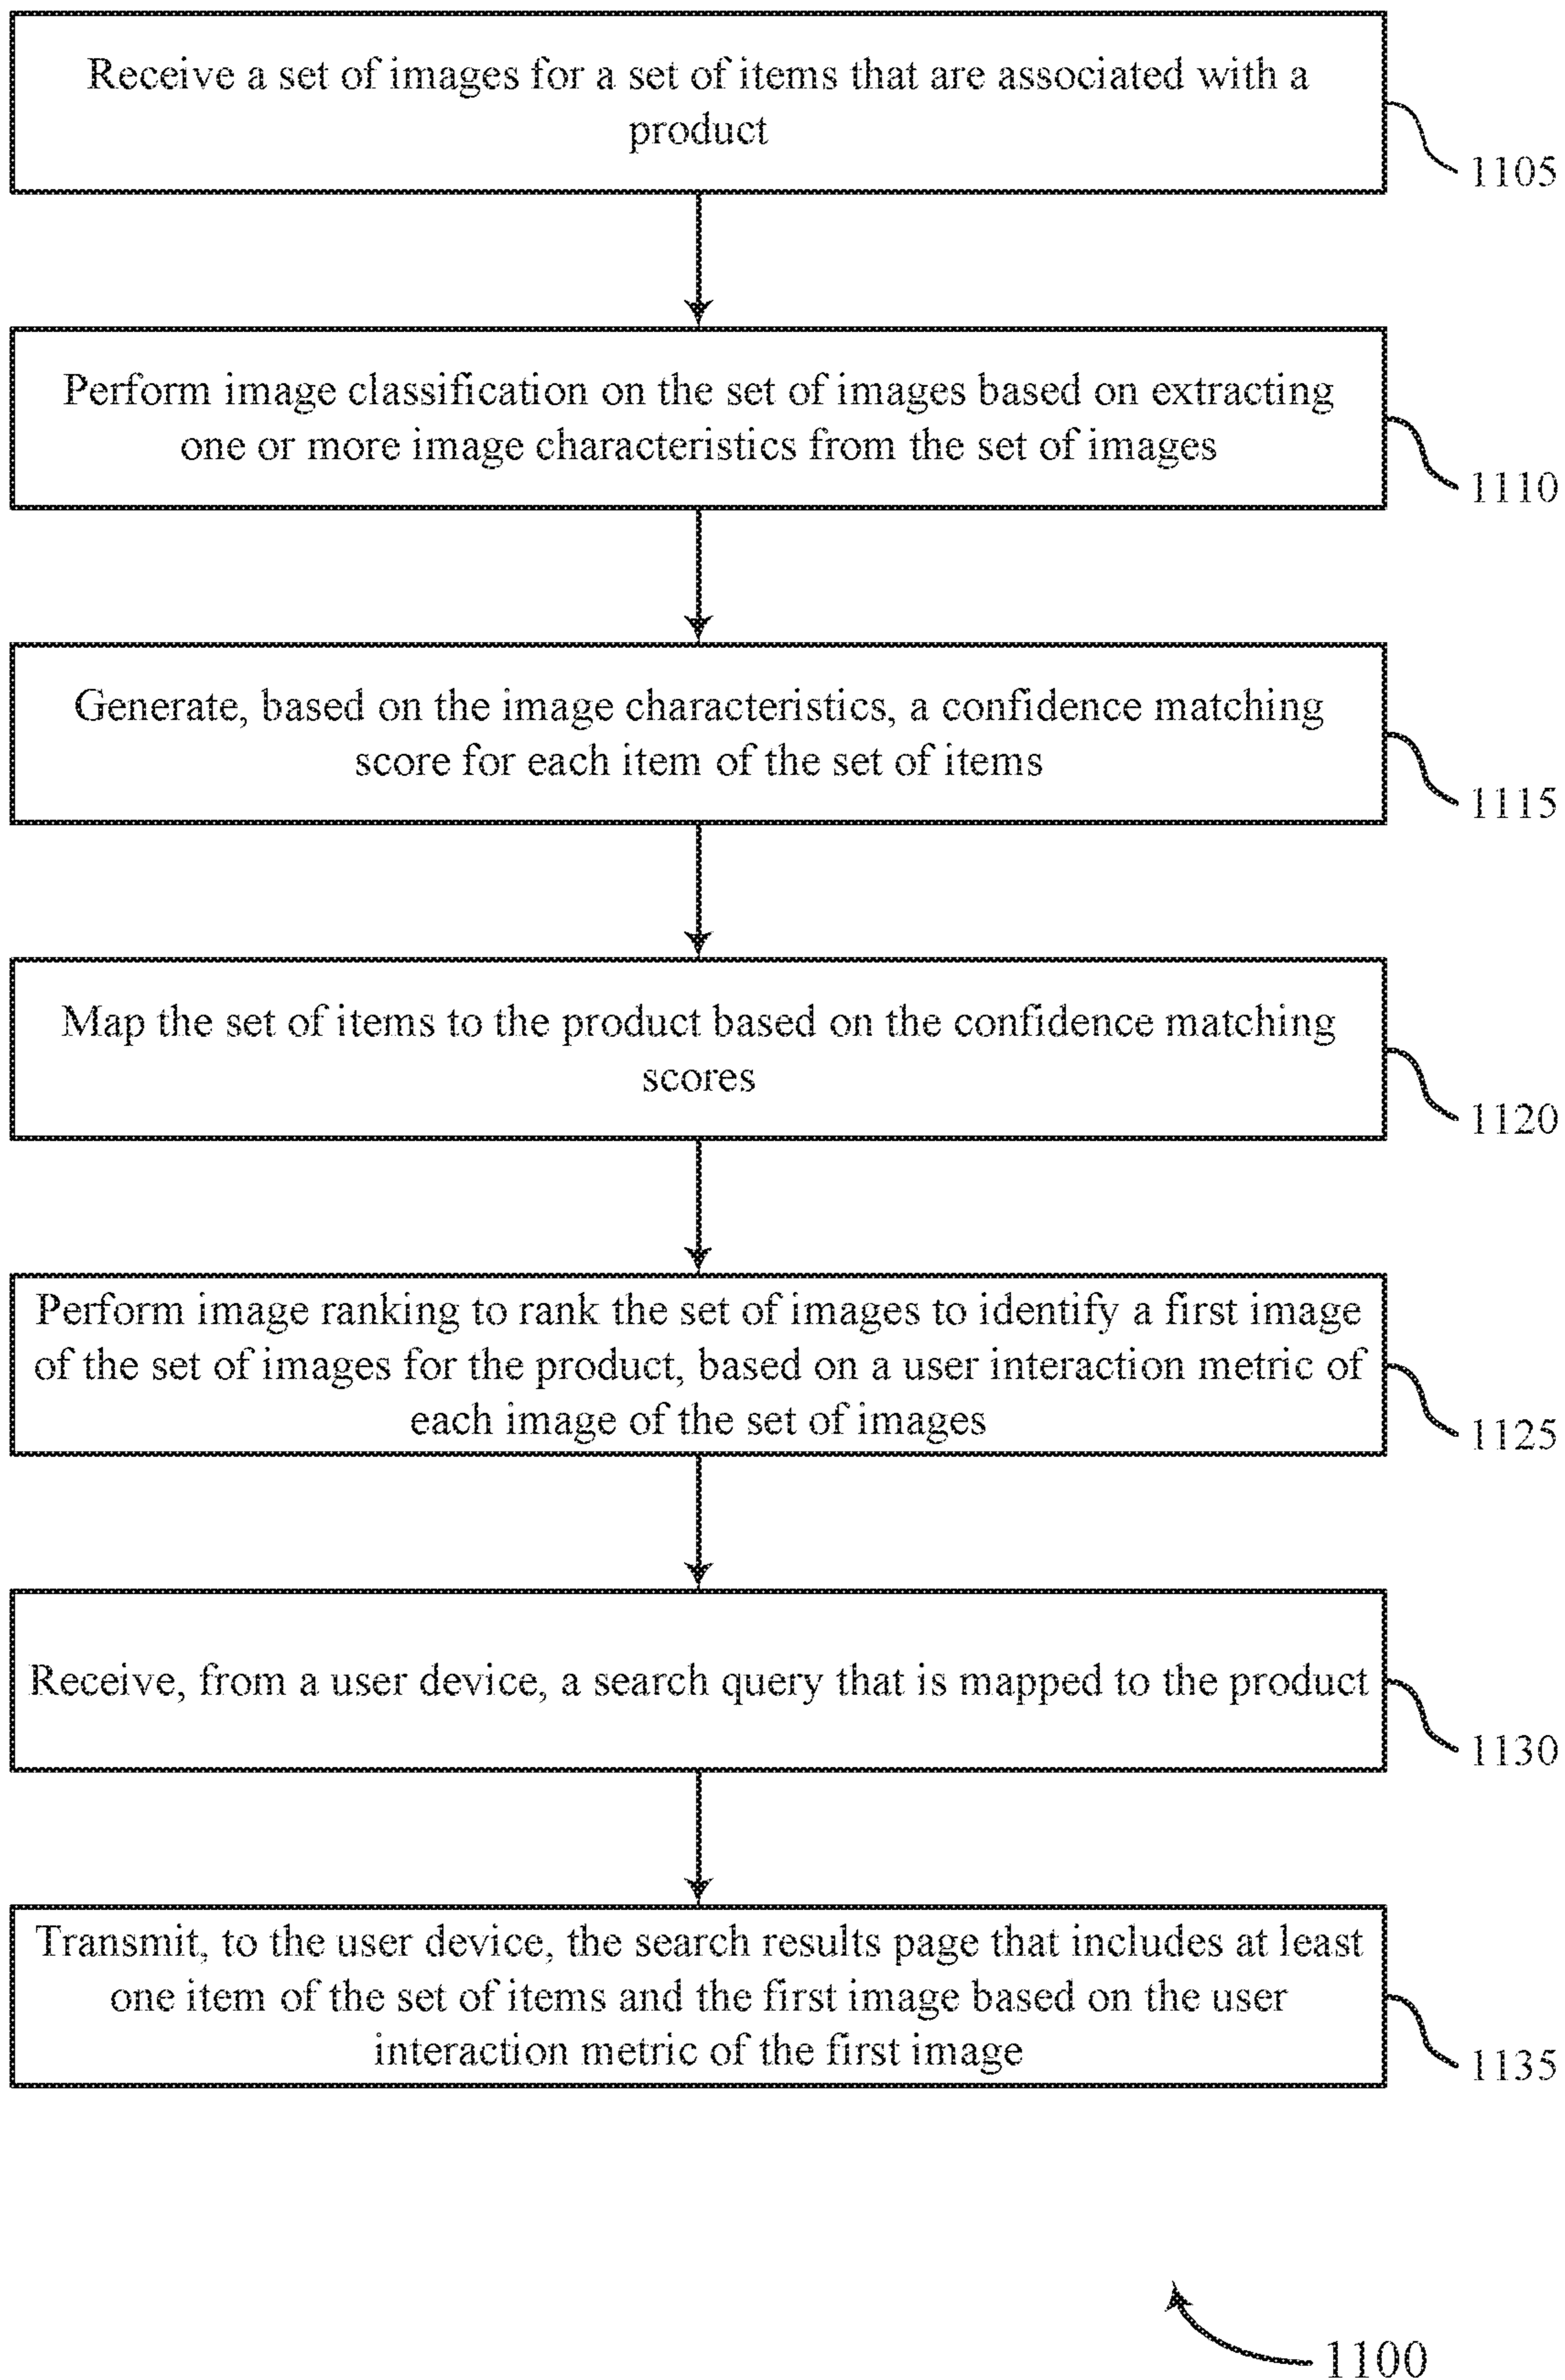 Receive a set of images for a set of items that are associated with a
product
1105
Perform image classification on the set of images based on extracting
one or more image characteristics from the set of images
1110
Generate, based on the image characteristics, a confidence matching
score for each item of the set of items
1115
Map the set of items to the product based on the confidence matching
scores
1120
Perform image ranking to rank the set of images to identify a first image
of the set of images for the product, based on a user interaction metric of
each image of the set of images
1125
Receive, from a user device, a search query that is mapped to the product
1130
Transmit, to the user device, the search results page that includes at least
one item of the set of items and the first image based on the user
interaction metric of the first image
1135
1100